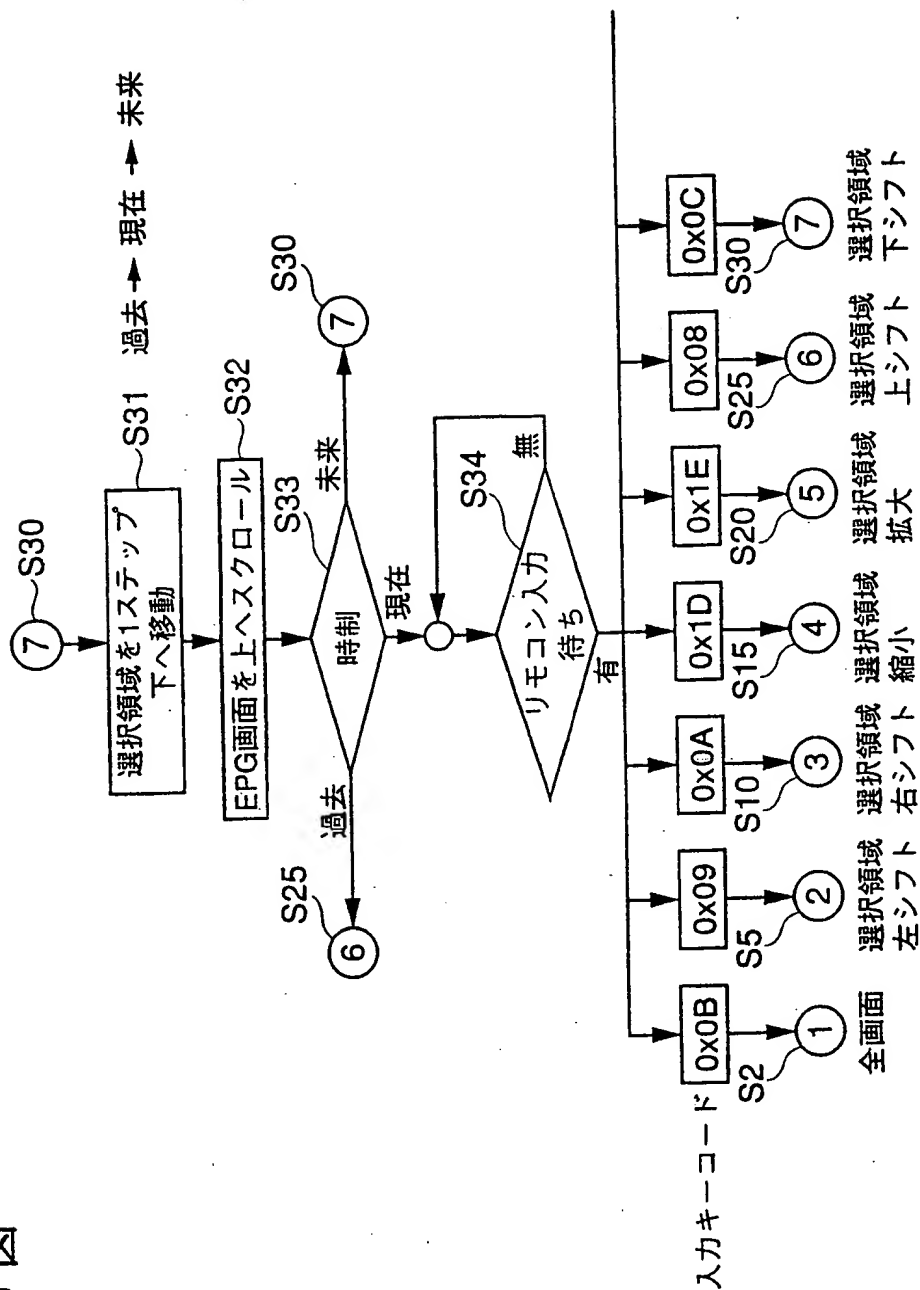 図
7
S30
選択領域を1ステップ
下へ移動
S31
過去→現在→未来
EPG画面を上へスクロール
S32
時制
S33
過去
S25
6
未来
S30
7
現在
リモコン入力
待ち
S34
無
有
入力キーコード
0x0B
0x09
0x0A
0x1D
0x1E
0x08
0x0C
S2
S5
S10
S15
S20
S25
S30
1
2
3
4
5
6
7
全画面
選択領域
左シフト
選択領域
右シフト
選択領域
縮小
選択領域
拡大
選択領域
上シフト
選択領域
下シフト